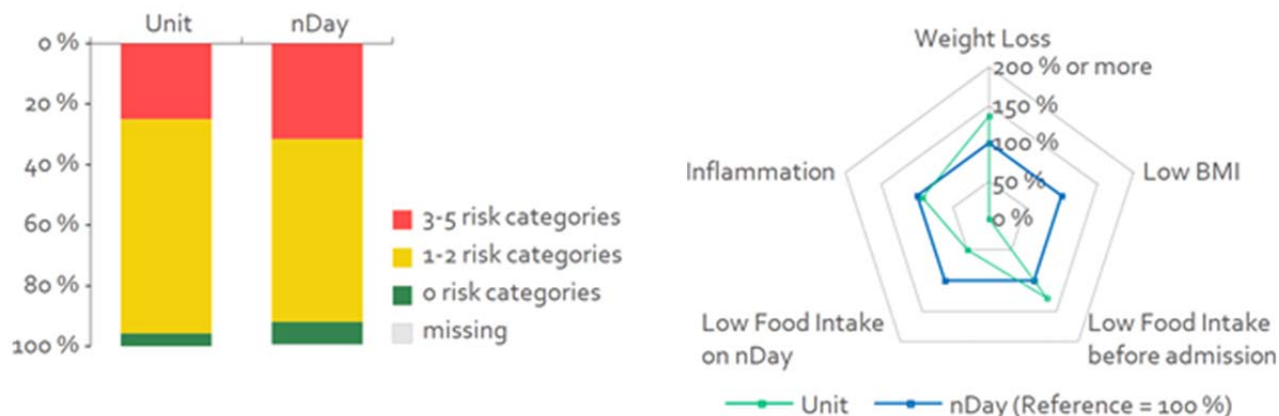 Unit nDay
0 %
20 %
40 %
60 %
80 %
100 %
3-5 risk categories
1-2 risk categories
0 risk categories
missing
Weight Loss
200 % or more
150 %
100 %
50 %
0 %
Inflammation
Low BMI
Low Food Intake
on nDay
Low Food Intake
before admission
Unit nDay (Reference = 100 %)